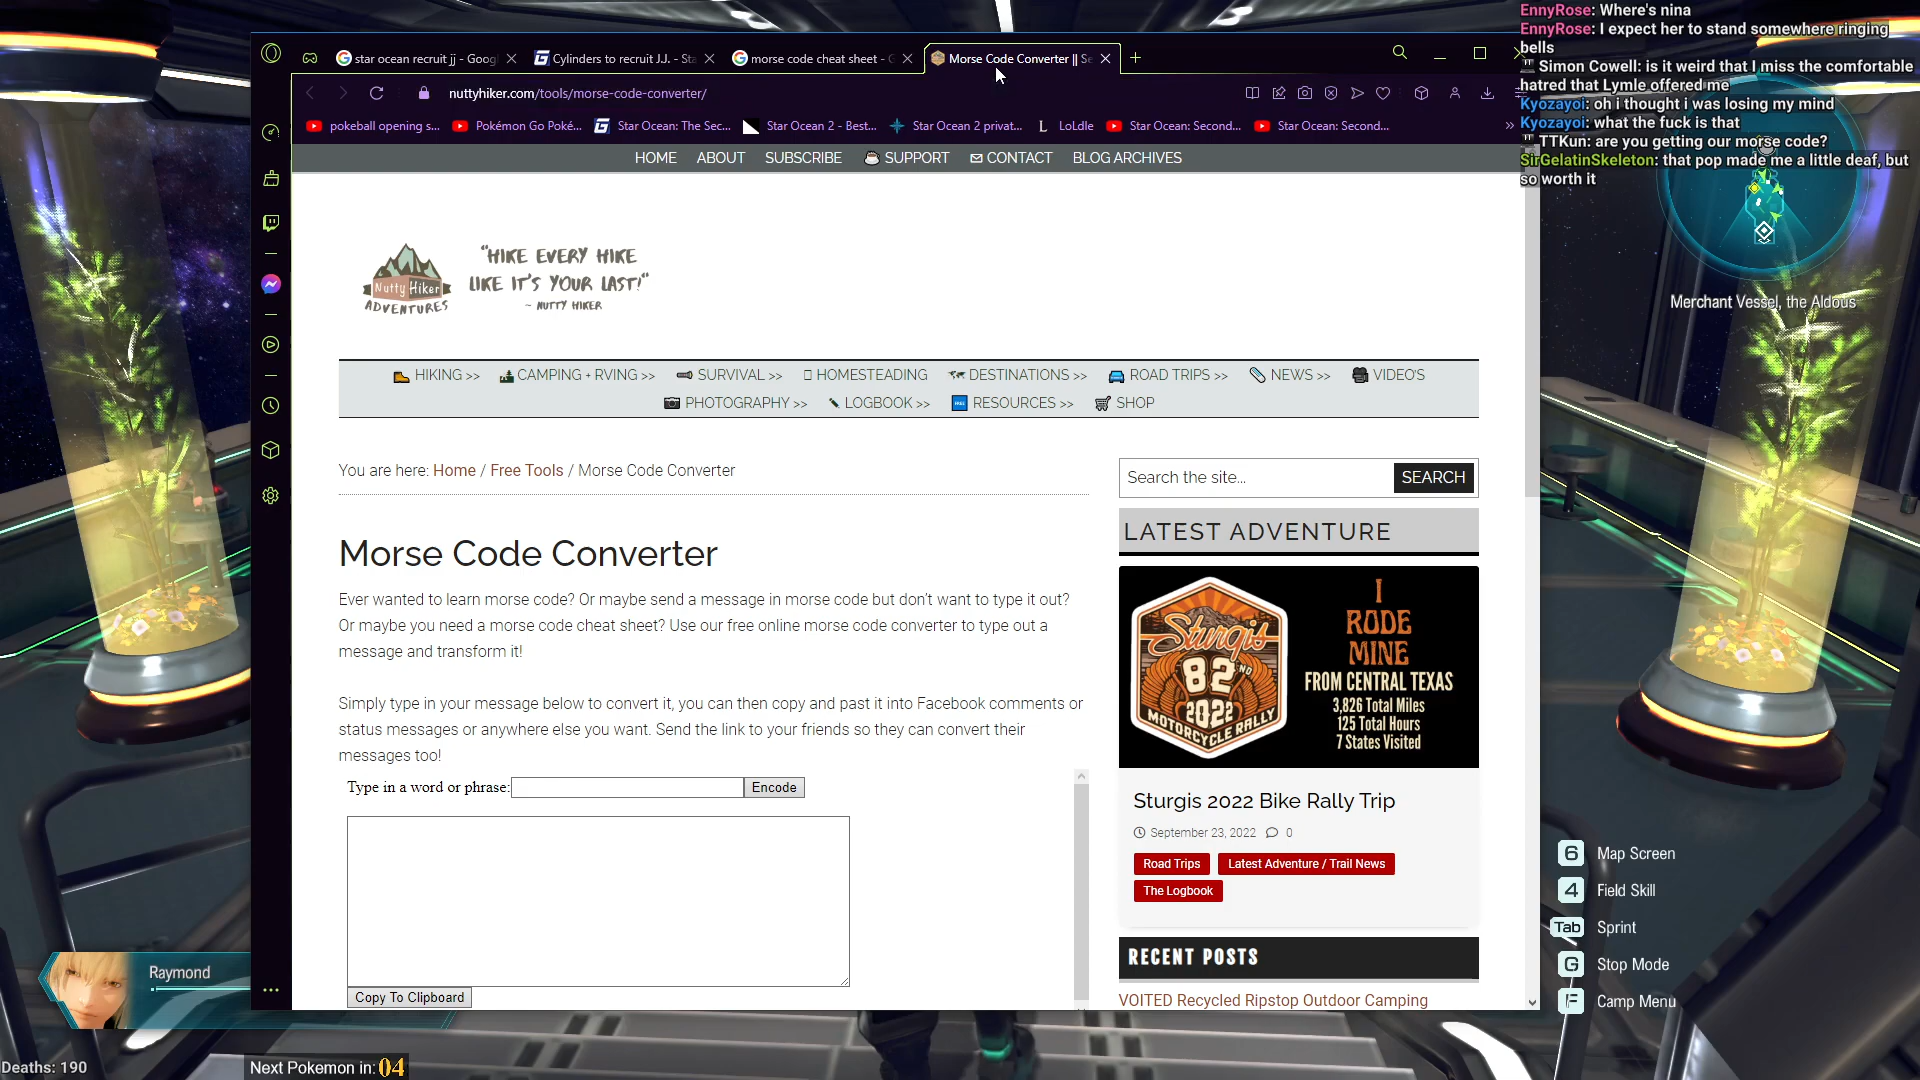 EnnyRose: Where's nina
EnnyRose: I expect her to stand somewhere ringing
bells
Simon Cowell: is it weird that I miss the comfortable
hatred that Lymle offered me
Kyozayoi: oh i thought i was losing my mind
Kyozayoi: what the fuck is that
TTKun: are you getting our morse code?
SirGelatinSkeleton: that pop made me a little deaf, but
so worth it
star ocean recruit jj - Googl
Cylinders to recruit J.J. - Sta
morse code cheat sheet - G
Morse Code Converter || Se
nuttyhiker.com/tools/morse-code-converter/
pokeball opening s...
Pokémon Go Poké...
Star Ocean: The Sec...
Star Ocean 2 - Best...
Star Ocean 2 privat...
LoLdle
Star Ocean: Second...
Star Ocean: Second...
HOME ABOUT SUBSCRIBE SUPPORT CONTACT BLOG ARCHIVES
Merchant Vessel, the Aldous
Nutty Hiker
ADVENTURES
"HIKE EVERY HIKE
LIKE IT'S YOUR LAST!"
~ NUTTY HIKER
HIKING >> CAMPING + RVING >> SURVIVAL >> HOMESTEADING DESTINATIONS >> ROAD TRIPS >> NEWS >> VIDEO'S
PHOTOGRAPHY >> LOGBOOK >> RESOURCES >> SHOP
You are here: Home / Free Tools / Morse Code Converter
Search the site...
SEARCH
LATEST ADVENTURE
Morse Code Converter
Ever wanted to learn morse code? Or maybe send a message in morse code but don't want to type it out?
Or maybe you need a morse code cheat sheet? Use our free online morse code converter to type out a
message and transform it!
Simply type in your message below to convert it, you can then copy and past it into Facebook comments or
status messages or anywhere else you want. Send the link to your friends so they can convert their
messages too!
Type in a word or phrase:
Encode
Copy To Clipboard
Sturgis
82ND
2022
MOTORCYCLE RALLY
I
RODE
MINE
FROM CENTRAL TEXAS
3,826 Total Miles
125 Total Hours
7 States Visited
Sturgis 2022 Bike Rally Trip
September 23, 2022 0
Road Trips
Latest Adventure / Trail News
The Logbook
RECENT POSTS
VOITED Recycled Ripstop Outdoor Camping
6 Map Screen
4 Field Skill
Tab Sprint
G Stop Mode
F Camp Menu
Raymond
Deaths: 190
Next Pokemon in: 04